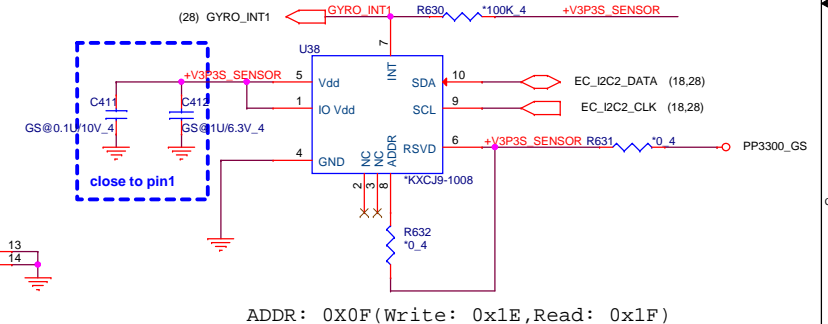 (28) GYRO_INT1
GYRO_INT1
R630
*100K_4
+V3P3S_SENSOR
7
U38
INT
+V3P3S_SENSOR
5
Vdd
SDA
10
EC_I2C2_DATA (18,28)
C411
C412
1
IO Vdd
SCL
9
EC_I2C2_CLK (18,28)
GS@0.1U/10V_4
GS@1U/6.3V_4
6
+V3P3S_SENSOR
R631
*0_4
PP3300_GS
RSVD
4
GND
NC
NC
ADDR
close to pin1
2
3
8
*KXCJ9-1008
R632
*0_4
13
14
ADDR: 0X0F(Write: 0x1E,Read: 0x1F)